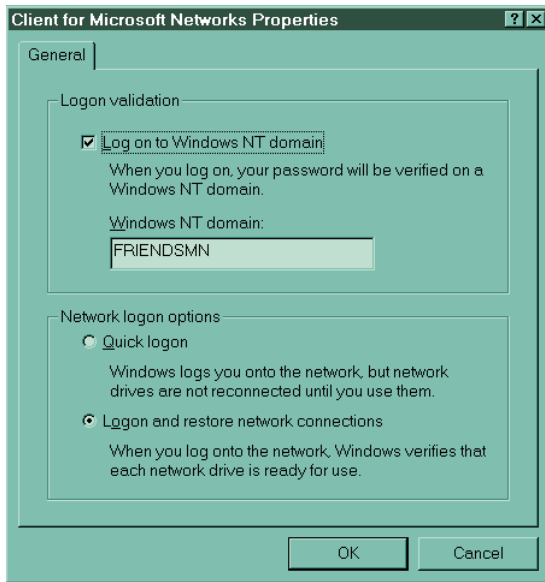 Client for Microsoft Networks Properties
General
Logon validation
Log on to Windows NT domain
When you log on, your password will be verified on a
Windows NT domain.
Windows NT domain:
FRIENDSMN
Network logon options
Quick logon
Windows logs you onto the network, but network
drives are not reconnected until you use them.
Logon and restore network connections
When you log onto the network, Windows verifies that
each network drive is ready for use.
OK Cancel